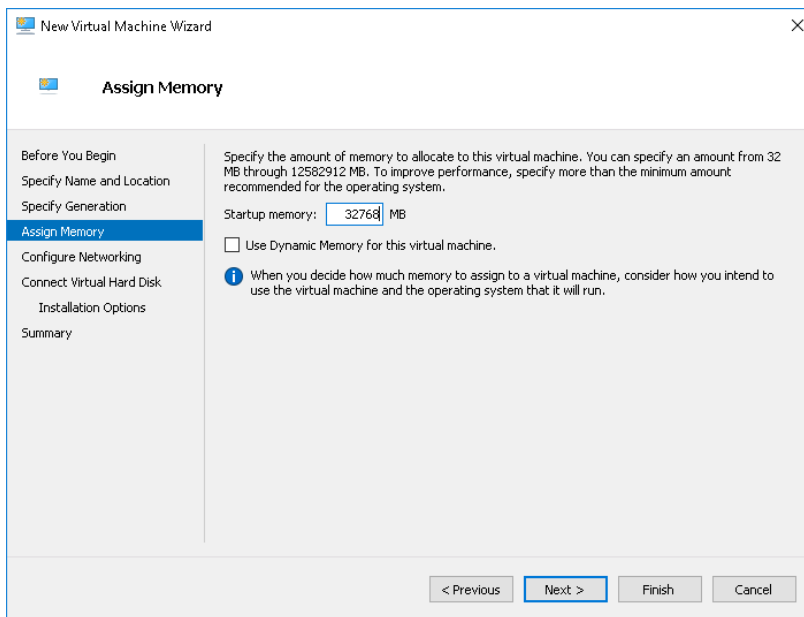 New Virtual Machine Wizard
Assign Memory
Before You Begin
Specify Name and Location
Specify Generation
Assign Memory
Configure Networking
Connect Virtual Hard Disk
Installation Options
Summary
Specify the amount of memory to allocate to this virtual machine. You can specify an amount from 32
MB through 12582912 MB. To improve performance, specify more than the minimum amount
recommended for the operating system.
Startup memory: 32768 MB
Use Dynamic Memory for this virtual machine.
When you decide how much memory to assign to a virtual machine, consider how you intend to
use the virtual machine and the operating system that it will run.
< Previous Next > Finish Cancel